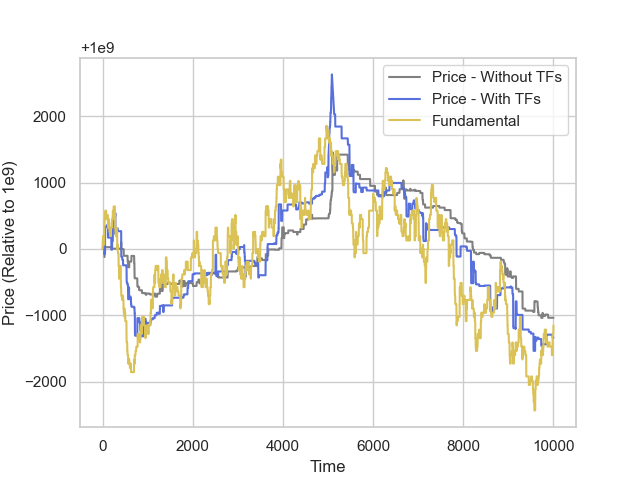 +1e9
Price - Without TFs
Price - With TFs
Fundamental
2000
1000
0
−1000
−2000
Price (Relative to 1e9)
0 2000 4000 6000 8000 10000
Time